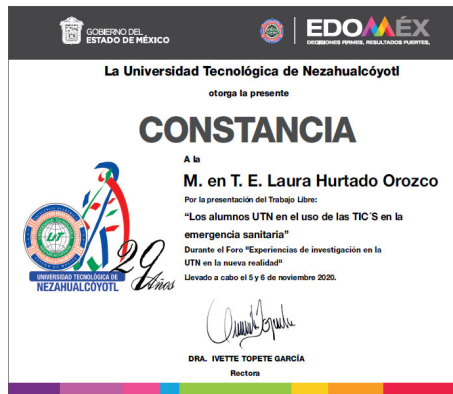 GOBIERNO DEL
ESTADO DE MÉXICO
EDOMÉX
DECISIONES FIRMES, RESULTADOS FUERTES.
La Universidad Tecnológica de Nezahualcóyotl
otorga la presente
CONSTANCIA
A la
M. en T. E. Laura Hurtado Orozco
Por la presentación del Trabajo Libre:
“Los alumnos UTN en el uso de las TIC´S en la
emergencia sanitaria”
Durante el Foro "Experiencias de investigación en la
UTN en la nueva realidad"
Llevado a cabo el 5 y 6 de noviembre 2020.
UT
29
Años
UNIVERSIDAD TECNOLÓGICA DE
NEZAHUALCÓYOTL
DRA. IVETTE TOPETE GARCÍA
Rectora